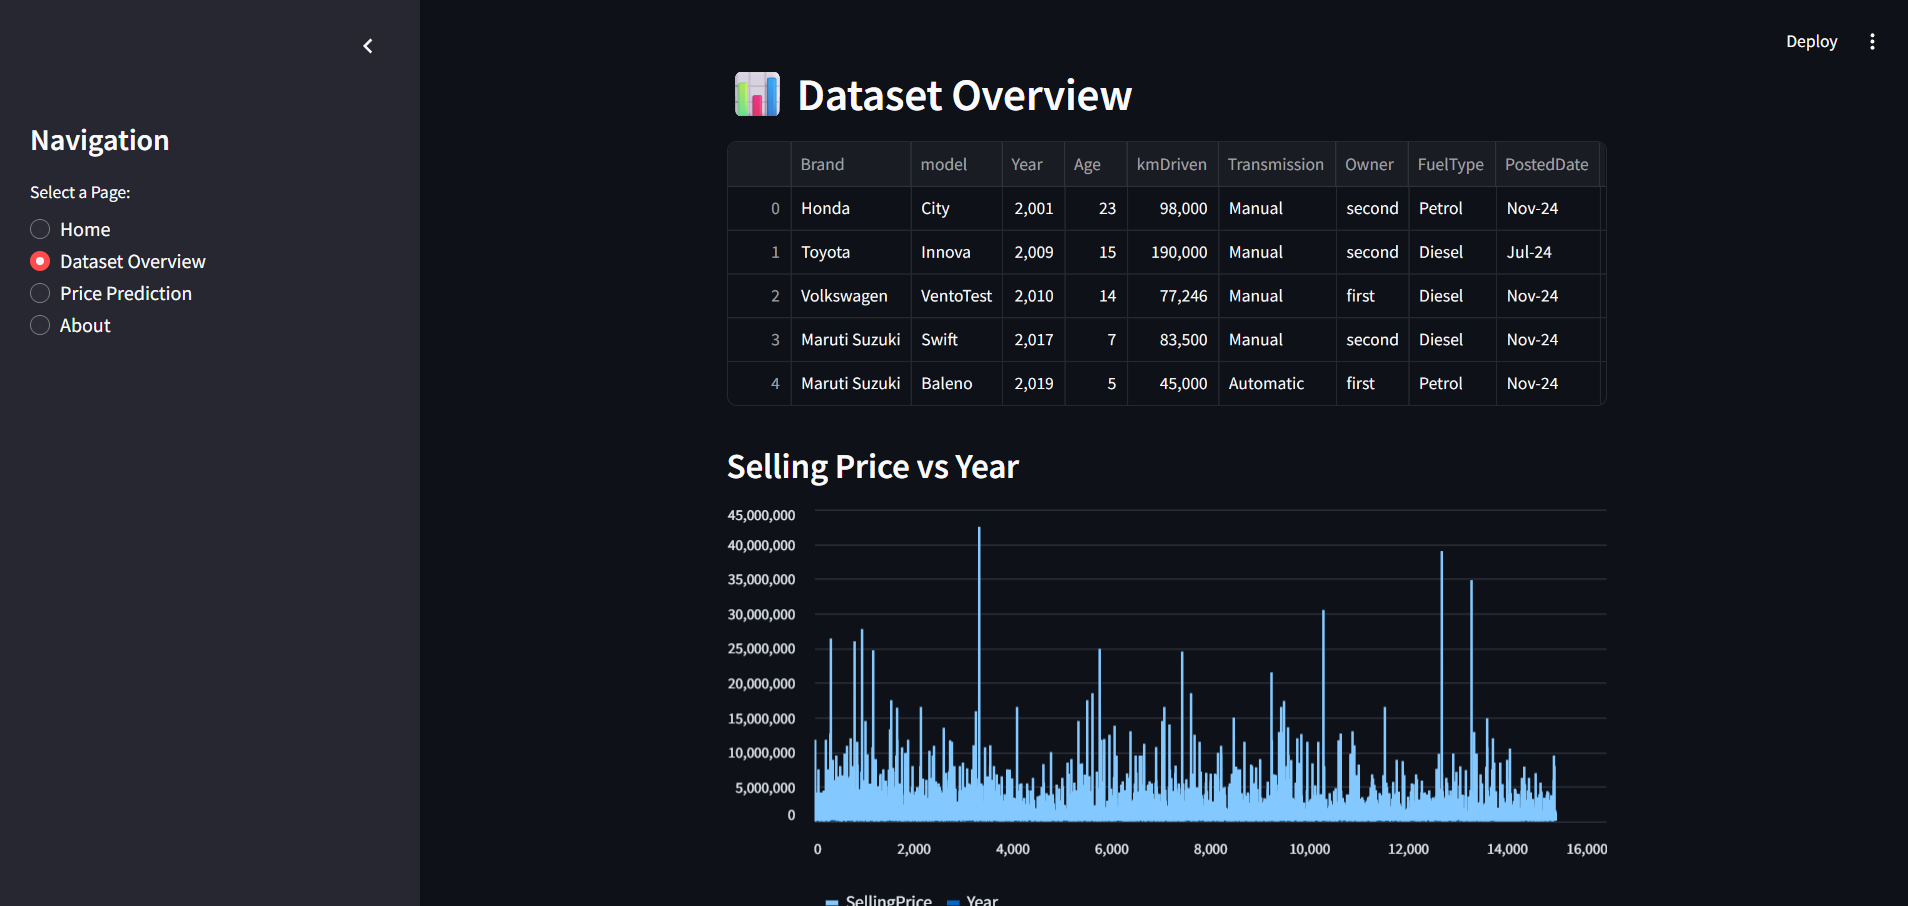 Deploy
Navigation
Select a Page:
Home
Dataset Overview
Price Prediction
About
Dataset Overview
Brand model Year Age kmDriven Transmission Owner FuelType PostedDate
0 Honda City 2,001 23 98,000 Manual second Petrol Nov-24
1 Toyota Innova 2,009 15 190,000 Manual second Diesel Jul-24
2 Volkswagen VentoTest 2,010 14 77,246 Manual first Diesel Nov-24
3 Maruti Suzuki Swift 2,017 7 83,500 Manual second Diesel Nov-24
4 Maruti Suzuki Baleno 2,019 5 45,000 Automatic first Petrol Nov-24
Selling Price vs Year
45,000,000
40,000,000
35,000,000
30,000,000
25,000,000
20,000,000
15,000,000
10,000,000
5,000,000
0
0 2,000 4,000 6,000 8,000 10,000 12,000 14,000 16,000
SellingPrice Year